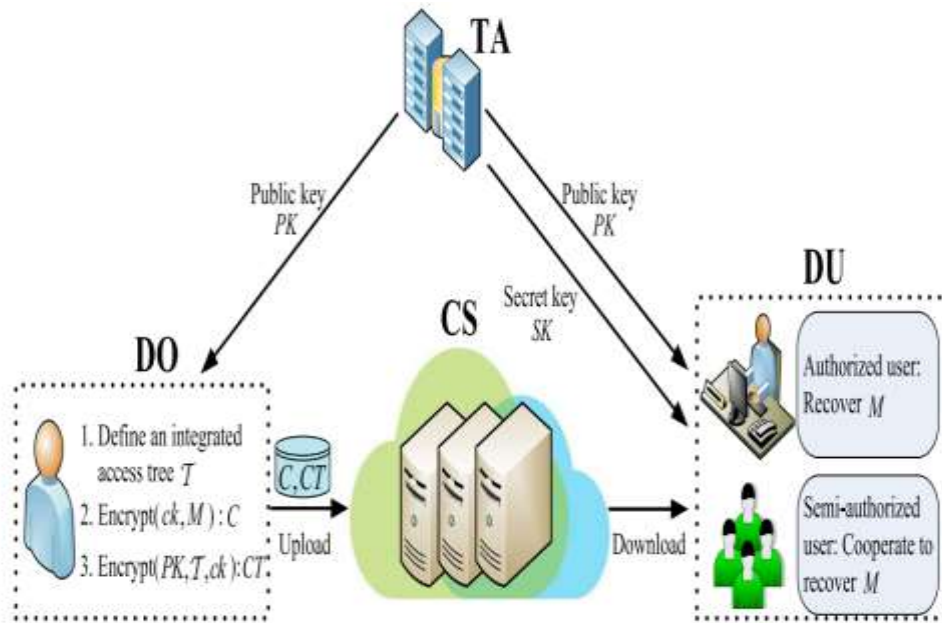 TA
Public key
PK
Public key
PK
Secret key
SK
DU
CS
DO
1. Define an integrated
access tree T
2. Encrypt(ck,M) : C
3. Encrypt(PK,T,ck):CT
C,CT
Upload
Download
Authorized user:
Recover M
Semi-authorized
user: Cooperate to
recover M